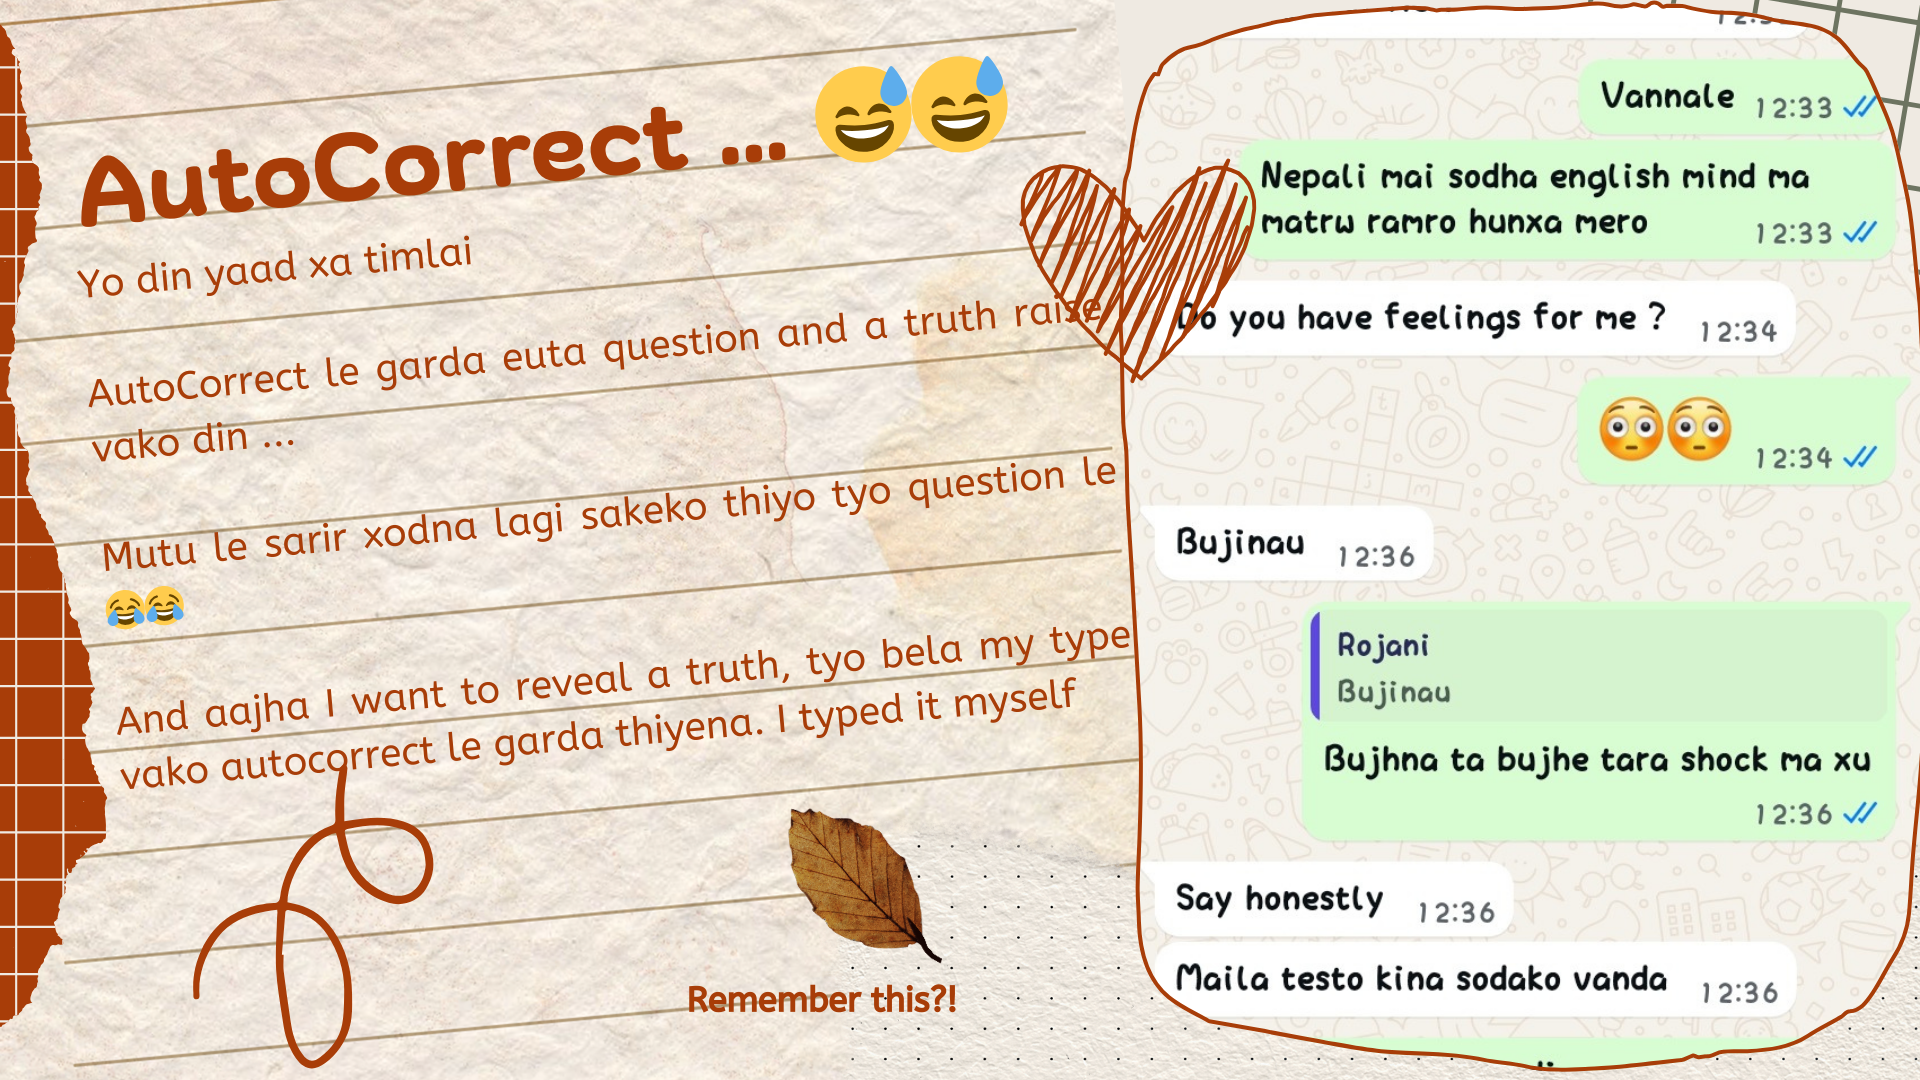 AutoCorrect ... 😅😅
Yo din yaad xa timlai
AutoCorrect le garda euta question and a truth raise
vako din ...
Mutu le sarir xodna lagi sakeko thiyo tyo question le
😂😂
And aajha I want to reveal a truth, tyo bela my type
vako autocorrect le garda thiyena. I typed it myself
Remember this?!
Vannale 12:33
Nepali mai sodha english mind ma
matrw ramro hunxa mero 12:33
Do you have feelings for me ? 12:34
😳😳 12:34
Bujinau 12:36
Rojani
Bujinau
Bujhna ta bujhe tara shock ma xu
12:36
Say honestly 12:36
Maila testo kina sodako vanda 12:36